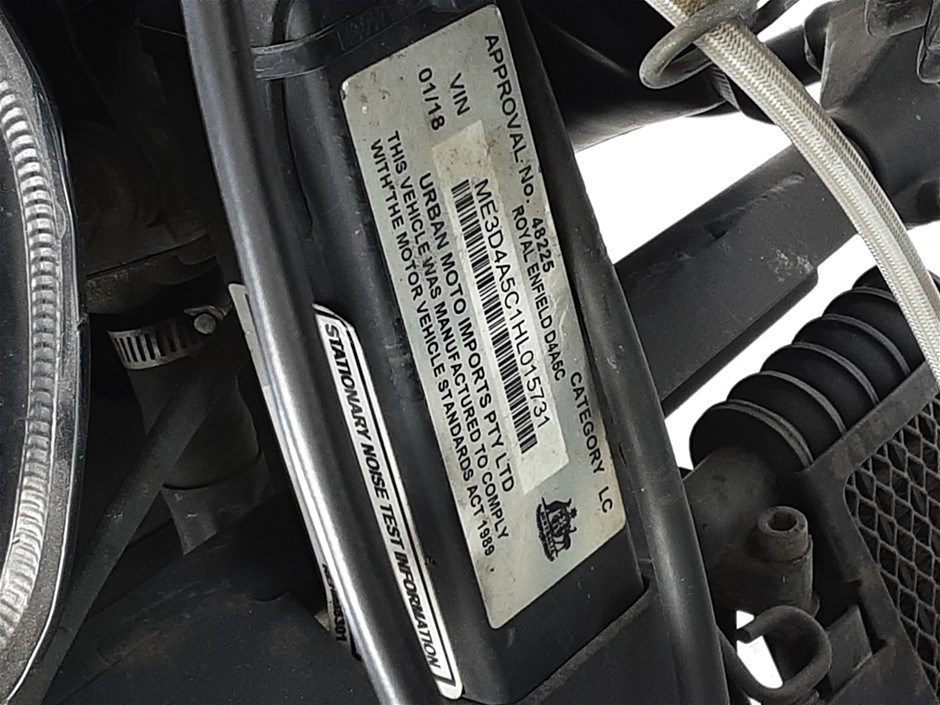 APPROVAL No. 48225 CATEGORY LC
ROYAL ENFIELD D4A5C
VIN ME3D4A5C1HL015731
01/18 URBAN MOTO IMPORTS PTY LTD
THIS VEHICLE WAS MANUFACTURED TO COMPLY
WITH THE MOTOR VEHICLE STANDARDS ACT 1989
STATIONARY NOISE TEST INFORMATION